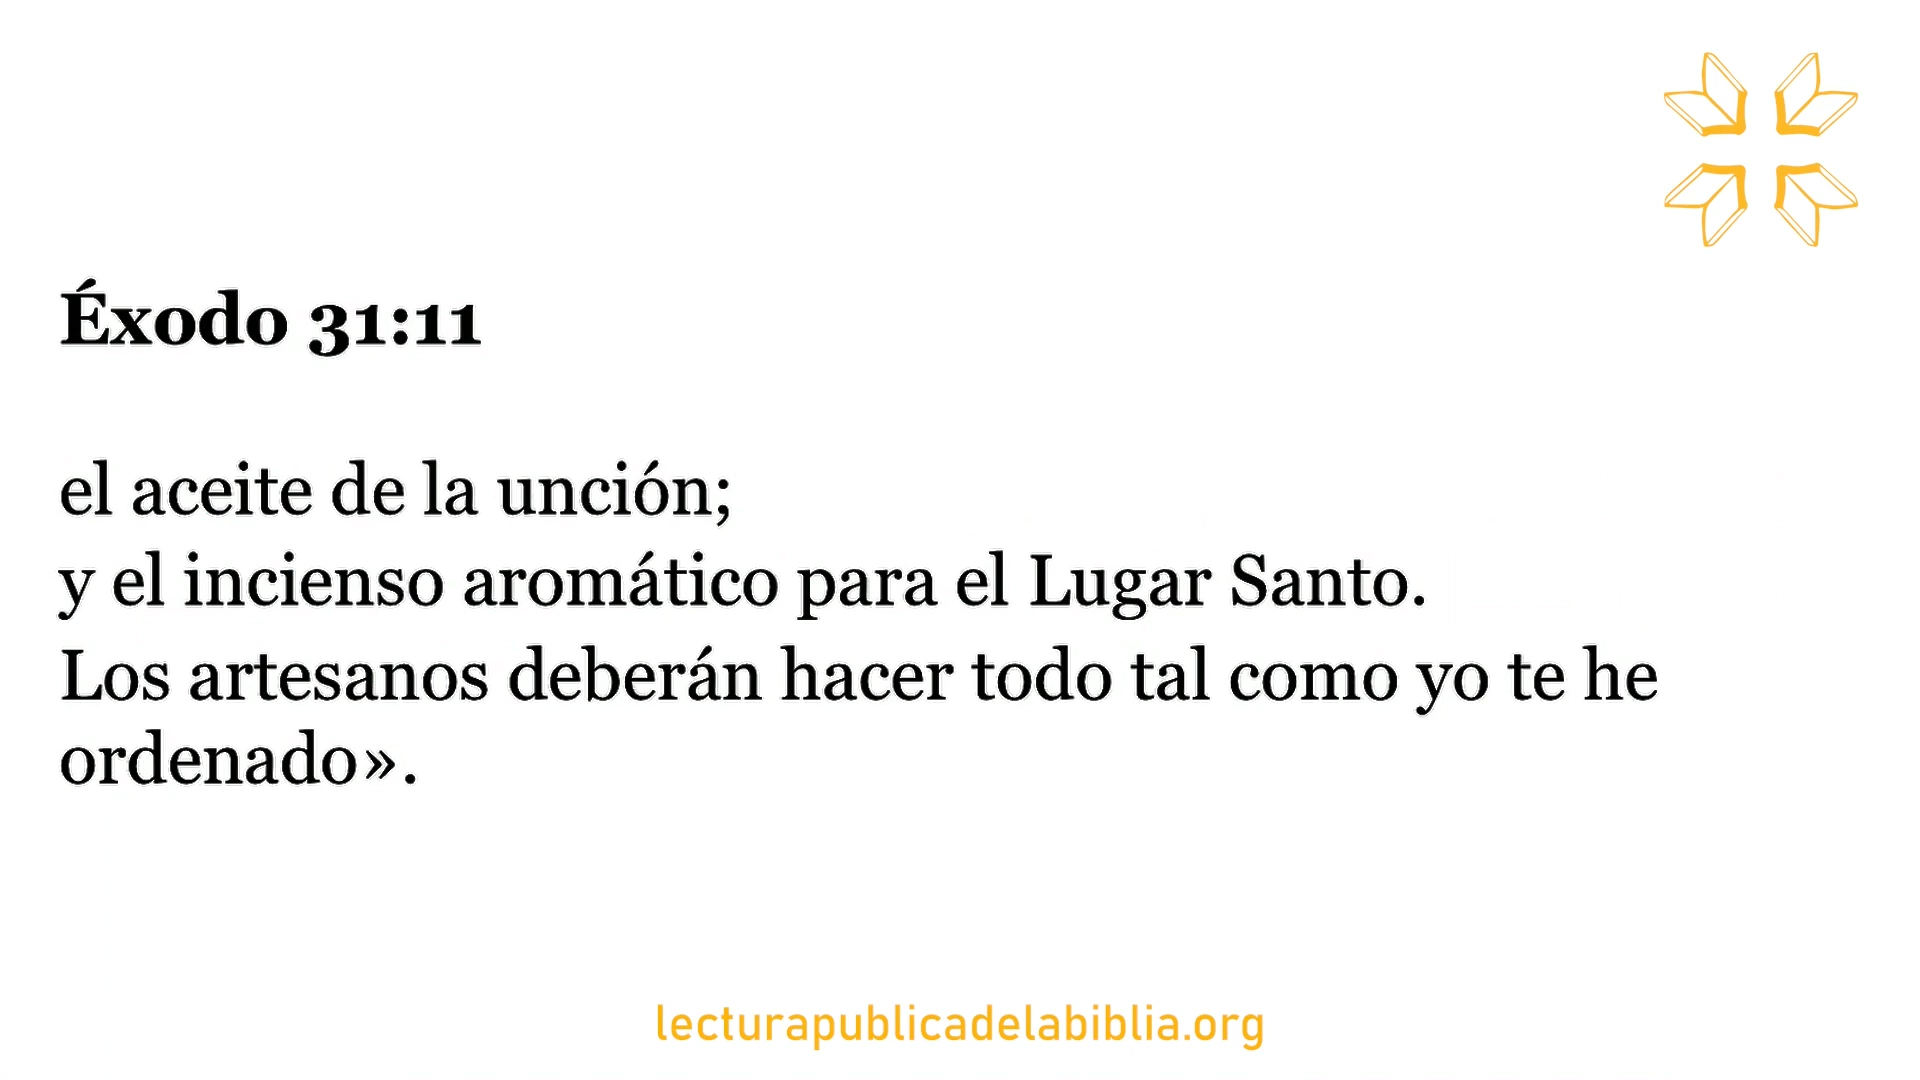 Éxodo 31:11
el aceite de la unción;
y el incienso aromático para el Lugar Santo.
Los artesanos deberán hacer todo tal como yo te he
ordenado».
lecturapublicadelabiblia.org